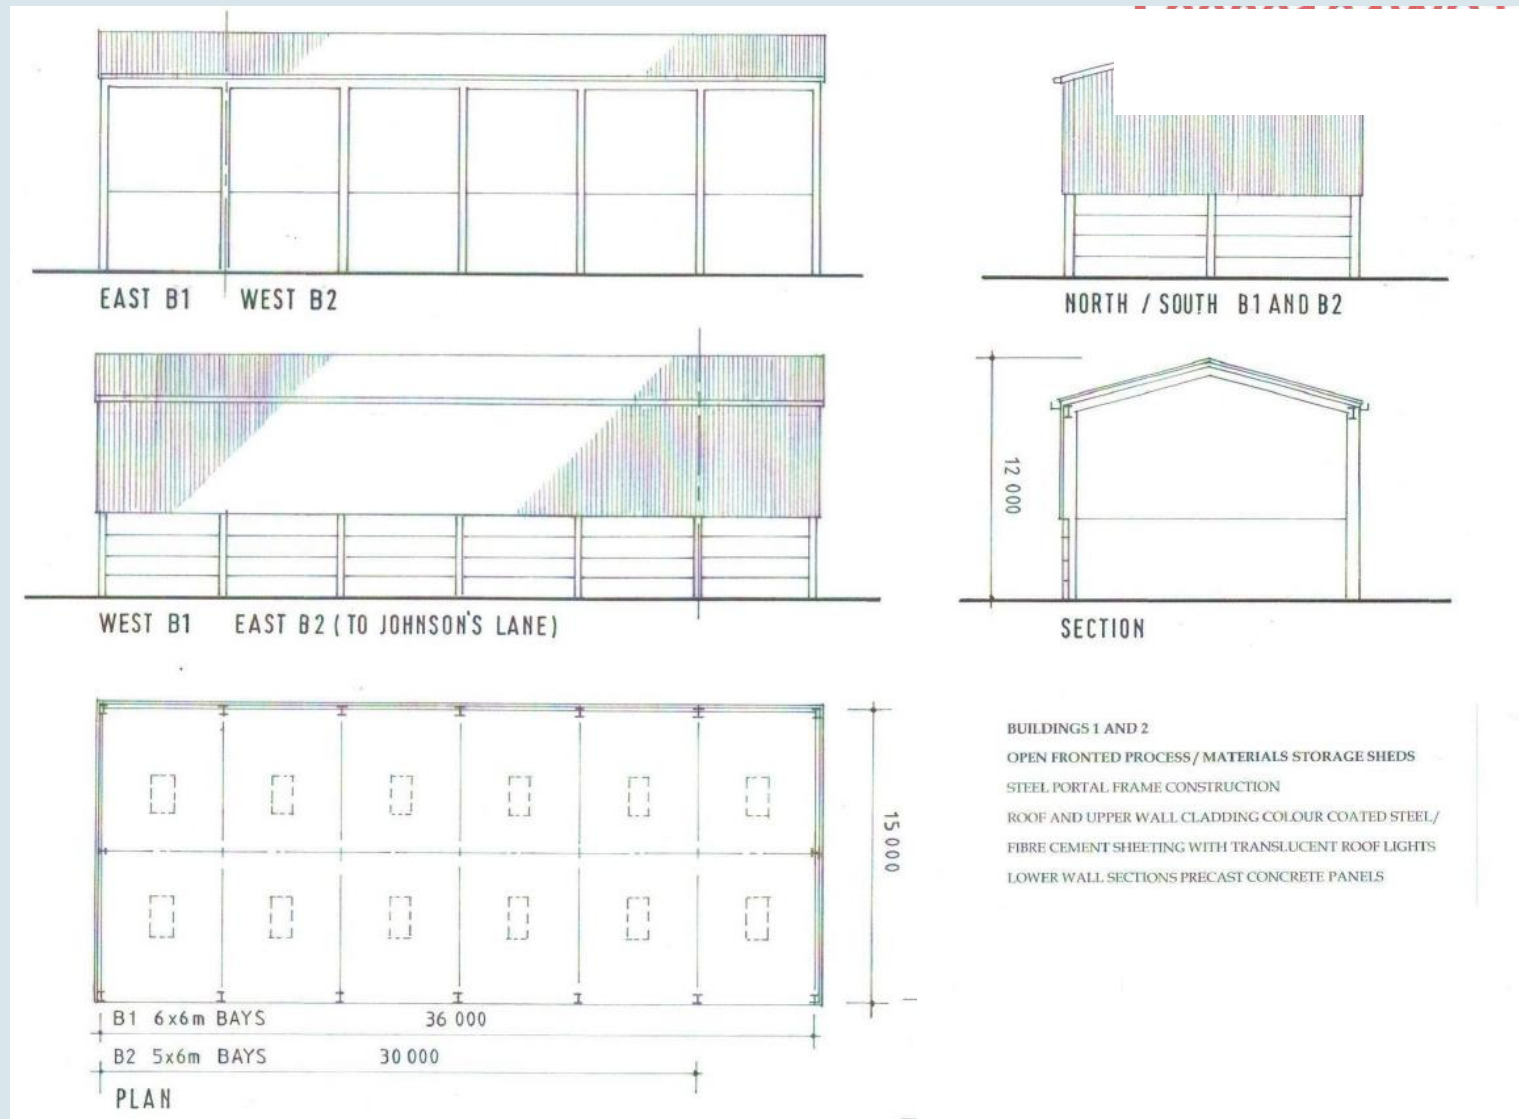 EAST B1
WEST B2
NORTH / SOUTH B1 AND B2
12 000
WEST B1
EAST B2 ( TO JOHNSON'S LANE )
SECTION
15 000
BUILDINGS 1 AND 2
OPEN FRONTED PROCESS / MATERIALS STORAGE SHEDS
STEEL PORTAL FRAME CONSTRUCTION
ROOF AND UPPER WALL CLADDING COLOUR COATED STEEL/
FIBRE CEMENT SHEETING WITH TRANSLUCENT ROOF LIGHTS
LOWER WALL SECTIONS PRECAST CONCRETE PANELS
B1 6x6m BAYS 36 000
B2 5x6m BAYS 30 000
PLAN